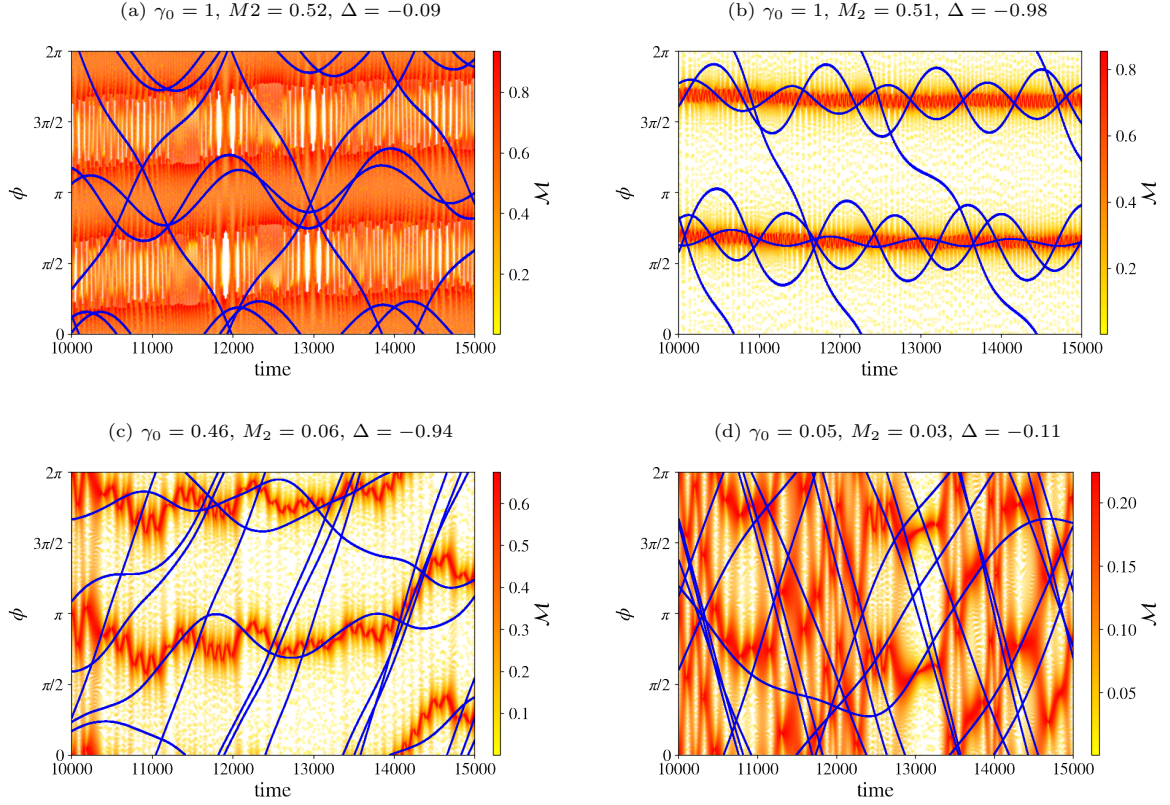 (a) γ₀ = 1, M2 = 0.52, Δ = −0.09
2π
3π/2
π
π/2
0
ϕ
10000 11000 12000 13000 14000 15000
time
0.8
0.6
0.4
0.2
ℳ
(b) γ₀ = 1, M₂ = 0.51, Δ = −0.98
2π
3π/2
π
π/2
0
ϕ
10000 11000 12000 13000 14000 15000
time
0.8
0.6
0.4
0.2
ℳ
(c) γ₀ = 0.46, M₂ = 0.06, Δ = −0.94
2π
3π/2
π
π/2
0
ϕ
10000 11000 12000 13000 14000 15000
time
0.6
0.5
0.4
0.3
0.2
0.1
ℳ
(d) γ₀ = 0.05, M₂ = 0.03, Δ = −0.11
2π
3π/2
π
π/2
0
ϕ
10000 11000 12000 13000 14000 15000
time
0.20
0.15
0.10
0.05
ℳ